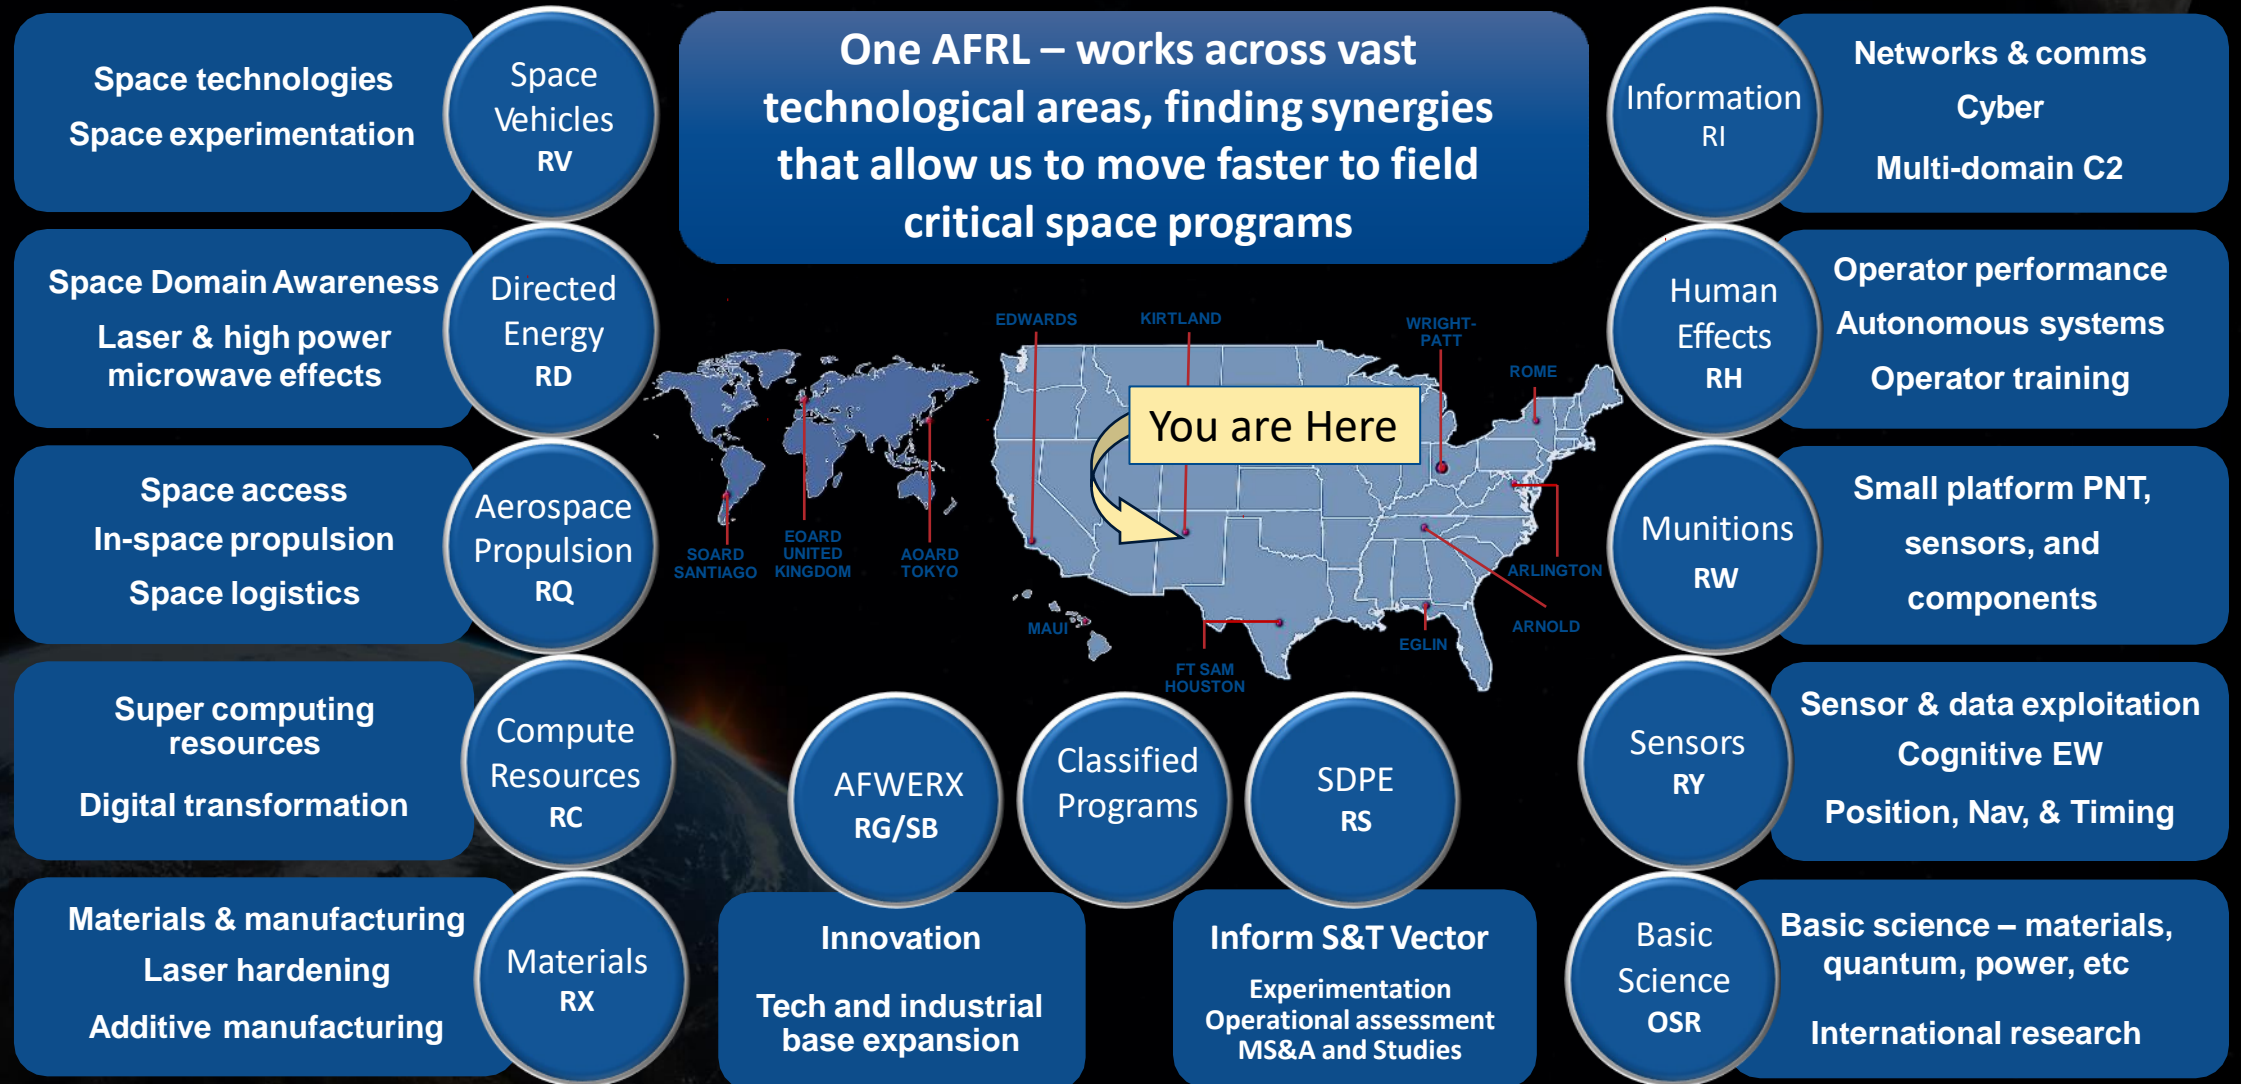 Space technologies
Space experimentation
Space
Vehicles
RV
One AFRL – works across vast
technological areas, finding synergies
that allow us to move faster to field
critical space programs
Information
RI
Networks & comms
Cyber
Multi-domain C2
Space Domain Awareness
Laser & high power
microwave effects
Directed
Energy
RD
Human
Effects
RH
Operator performance
Autonomous systems
Operator training
Space access
In-space propulsion
Space logistics
Aerospace
Propulsion
RQ
SOARD
SANTIAGO
EOARD
UNITED
KINGDOM
AOARD
TOKYO
EDWARDS
KIRTLAND
WRIGHT-
PATT
ROME
You are Here
ARLINGTON
ARNOLD
EGLIN
FT SAM
HOUSTON
MAUI
Munitions
RW
Small platform PNT,
sensors, and
components
Super computing
resources
Digital transformation
Compute
Resources
RC
AFWERX
RG/SB
Classified
Programs
SDPE
RS
Sensors
RY
Sensor & data exploitation
Cognitive EW
Position, Nav, & Timing
Materials & manufacturing
Laser hardening
Additive manufacturing
Materials
RX
Innovation
Tech and industrial
base expansion
Inform S&T Vector
Experimentation
Operational assessment
MS&A and Studies
Basic
Science
OSR
Basic science – materials,
quantum, power, etc
International research